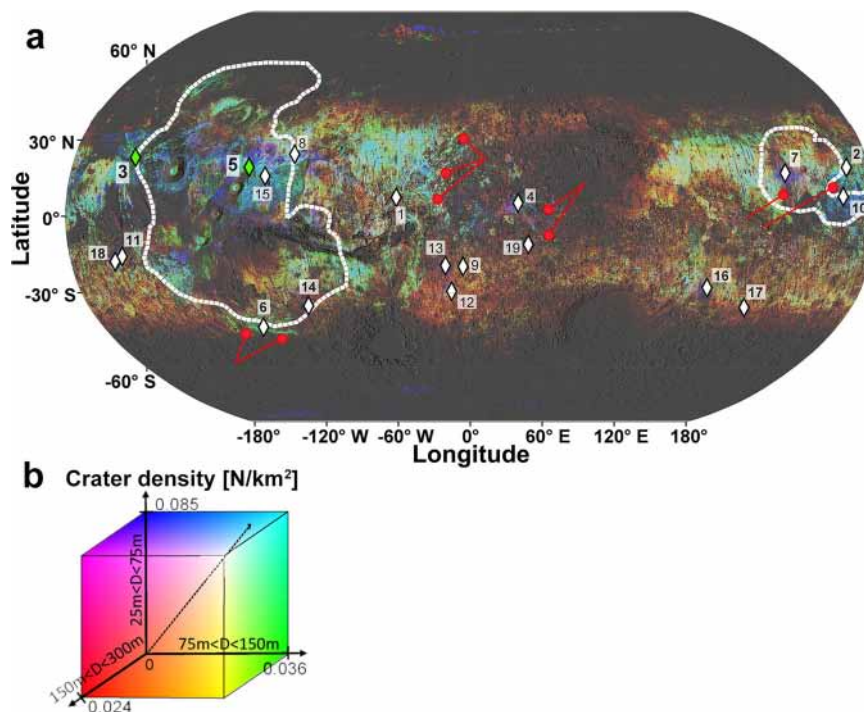 a
60° N
30° N
0°
-30° S
-60° S
Latitude
3
5
15
8
1
4
7
2
10
18
11
13
9
19
12
14
6
16
17
-180° -120° W -60° W 0° 60° E 120° E 180°
Longitude
b
Crater density [N/km²]
0.085
25m<D<75m
75m<D<150m
150m<D<300m
0
0.036
0.024